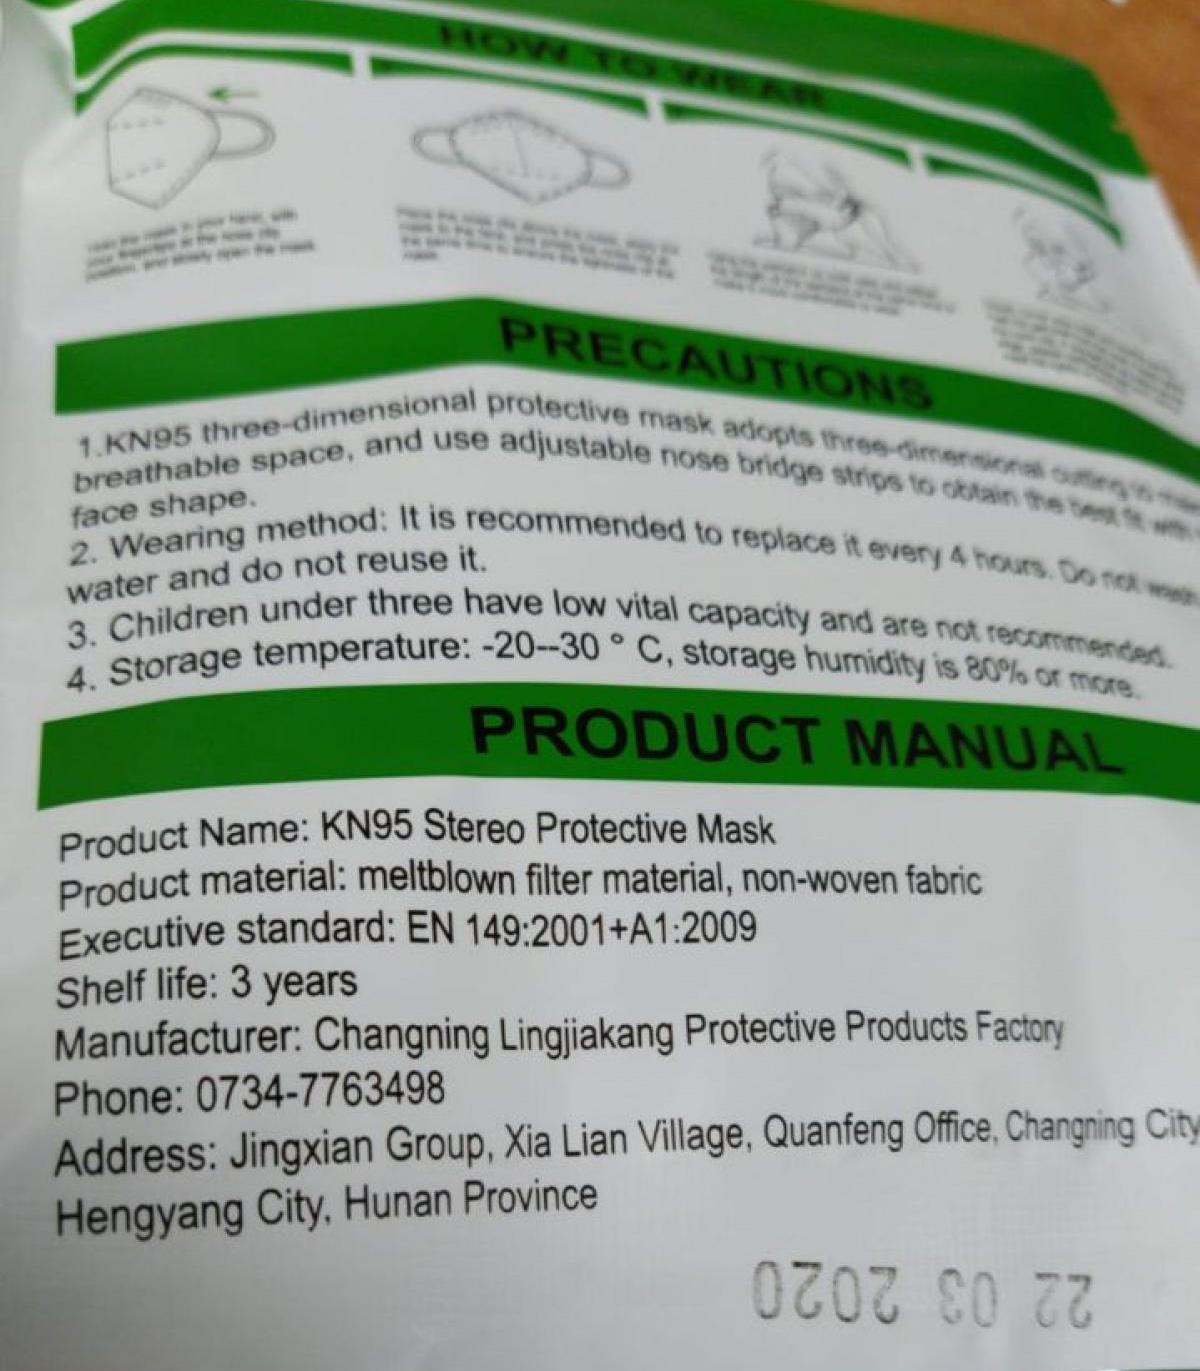 HOW TO WEAR
PRECAUTIONS
1.KN95 three-dimensional protective mask adopts three-dimensional cutting to
breathable space, and use adjustable nose bridge strips to obtain the best fit with
face shape.
2. Wearing method: It is recommended to replace it every 4 hours. Do not wash
water and do not reuse it.
3. Children under three have low vital capacity and are not recommended.
4. Storage temperature: -20--30 ° C, storage humidity is 80% or more.
PRODUCT MANUAL
Product Name: KN95 Stereo Protective Mask
Product material: meltblown filter material, non-woven fabric
Executive standard: EN 149:2001+A1:2009
Shelf life: 3 years
Manufacturer: Changning Lingjiakang Protective Products Factory
Phone: 0734-7763498
Address: Jingxian Group, Xia Lian Village, Quanfeng Office, Changning City
Hengyang City, Hunan Province
22 03 2020